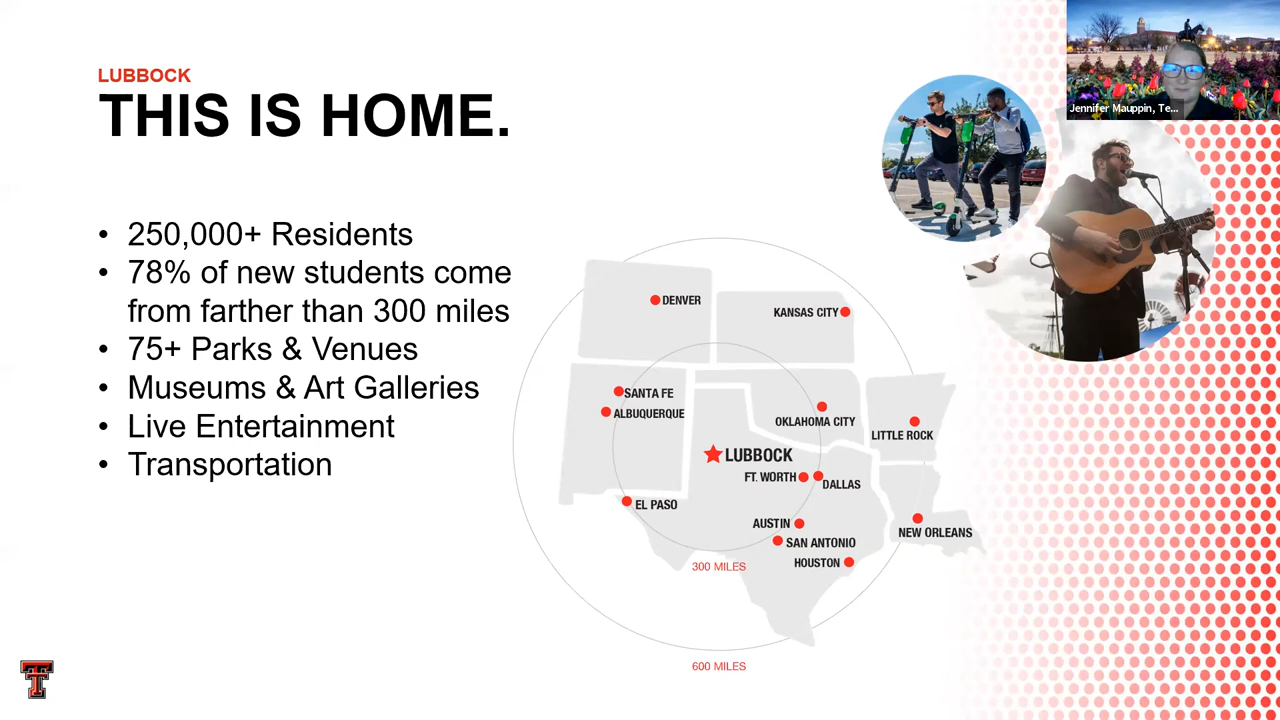 LUBBOCK
THIS IS HOME.
Jennifer Mauppin, Te...
• 250,000+ Residents
• 78% of new students come
from farther than 300 miles
• 75+ Parks & Venues
• Museums & Art Galleries
• Live Entertainment
• Transportation
DENVER
KANSAS CITY
SANTA FE
ALBUQUERQUE
OKLAHOMA CITY
LITTLE ROCK
LUBBOCK
FT. WORTH
DALLAS
EL PASO
AUSTIN
NEW ORLEANS
SAN ANTONIO
HOUSTON
300 MILES
600 MILES